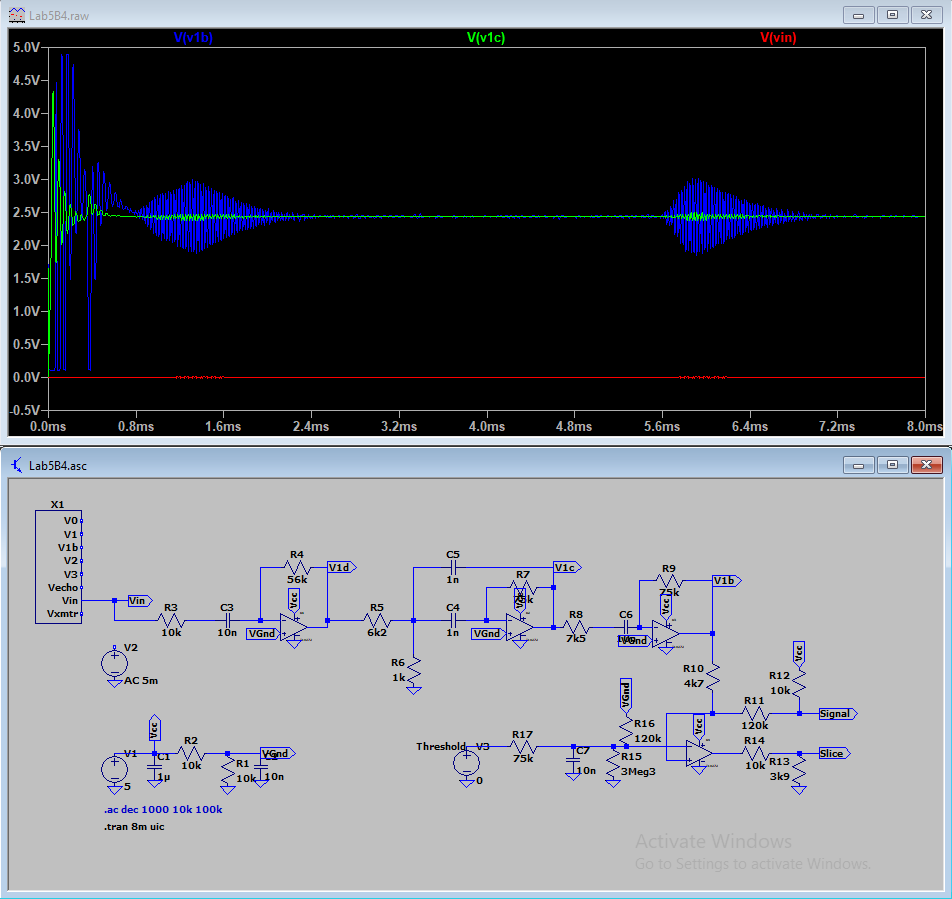 Lab5B4.raw
V(v1b) V(v1c) V(vin)
5.0V
4.5V
4.0V
3.5V
3.0V
2.5V
2.0V
1.5V
1.0V
0.5V
0.0V
-0.5V
0.0ms 0.8ms 1.6ms 2.4ms 3.2ms 4.0ms 4.8ms 5.6ms 6.4ms 7.2ms 8.0ms
Lab5B4.asc
X1
V0
V1
V1b
V2
V3
Vecho
Vin
Vxmtr
Vin
R3
10k
C3
10n
R4
56k
Vcc
VGnd
V1d
R5
6k2
R6
1k
C5
1n
C4
1n
R7
Vcc
VGnd
V1c
R8
7k5
C6
R9
75k
Vcc
V1b
R10
4k7
Vcc
R12
10k
R11
120k
Signal
V2
AC 5m
Vcc
V1
5
C1
1µ
R2
10k
R1
10k
VGnd
10n
Threshold
V3
0
R17
75k
C7
10n
VGnd
R16
120k
R15
3Meg3
Vcc
R14
10k
R13
3k9
Slice
.ac dec 1000 10k 100k
.tran 8m uic
Activate Windows
Go to Settings to activate Windows.